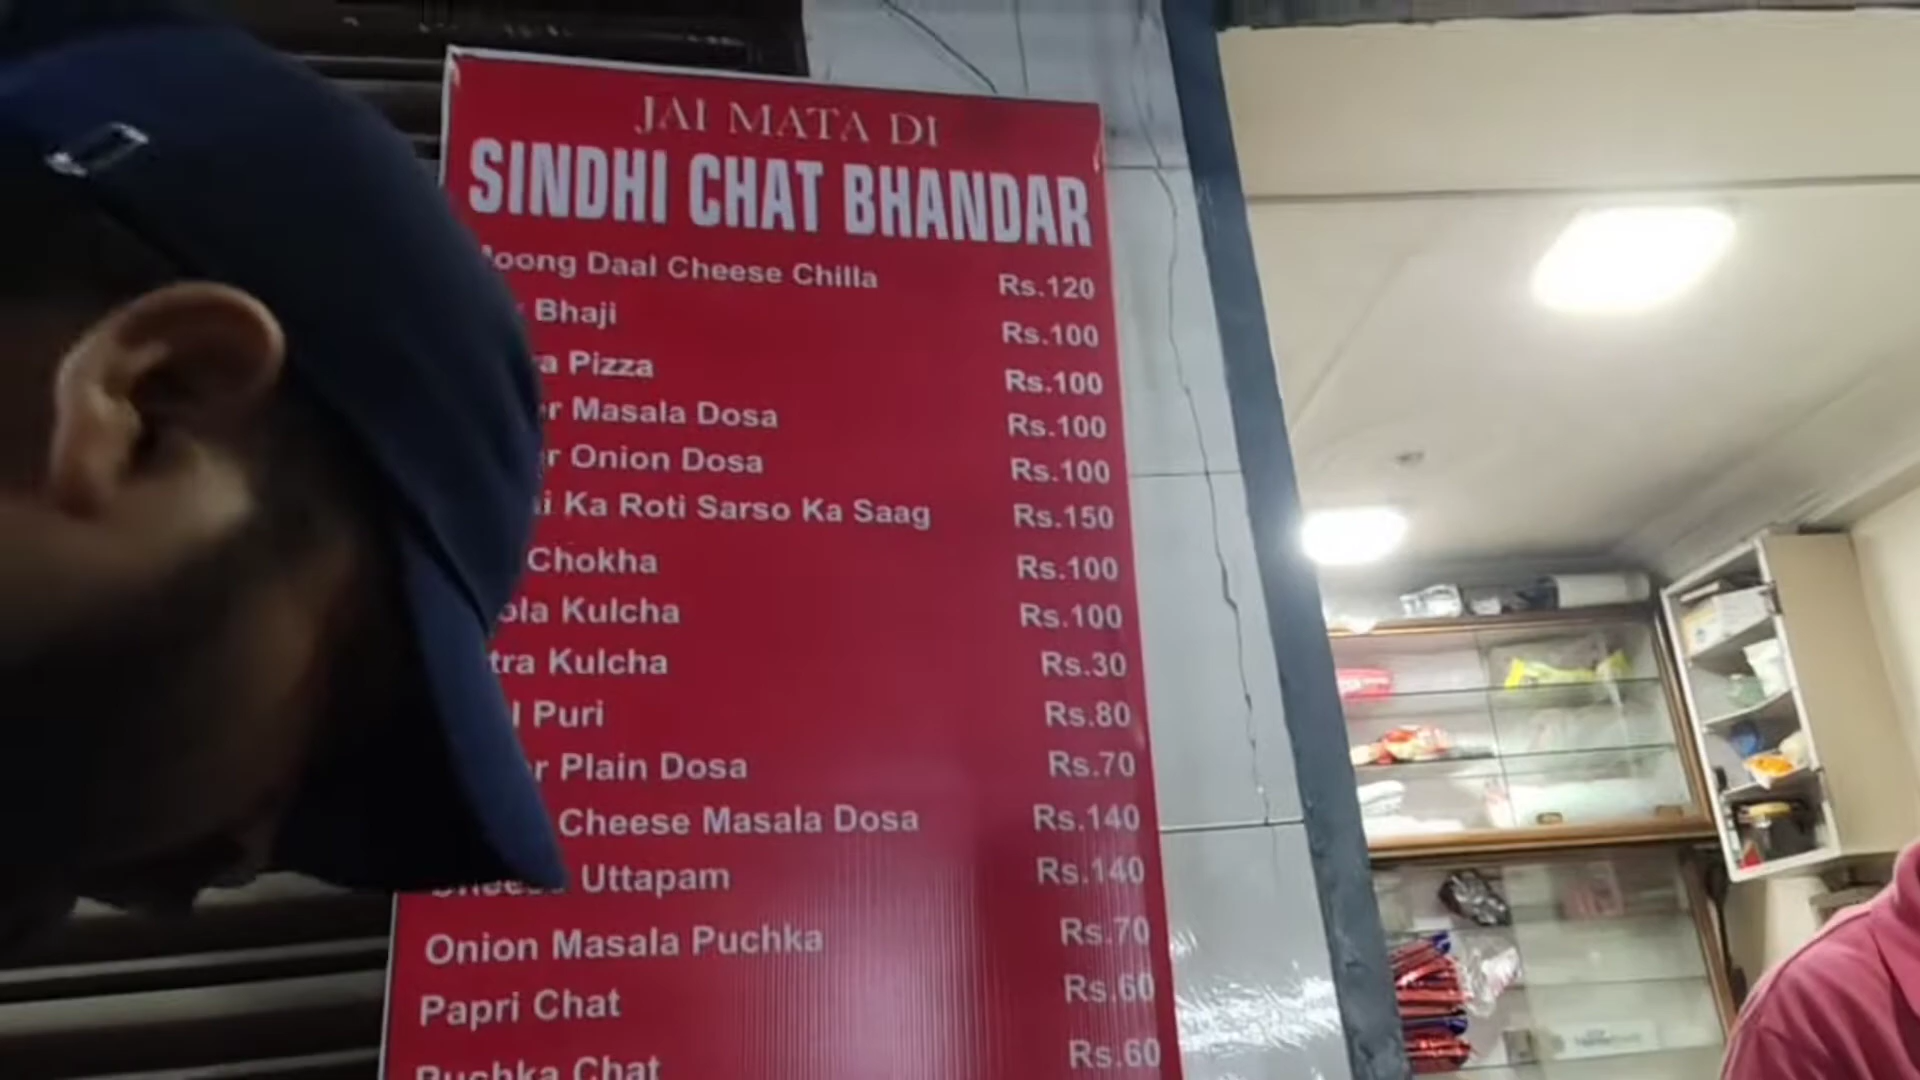 JAI MATA DI
SINDHI CHAT BHANDAR
Daal Cheese Chilla Rs.120
Bhaji Rs.100
Pizza Rs.100
Masala Dosa Rs.100
Onion Dosa Rs.100
Ka Roti Sarso Ka Saag Rs.150
Chokha Rs.100
Kulcha Rs.100
Kulcha Rs.30
Puri Rs.80
Plain Dosa Rs.70
Cheese Masala Dosa Rs.140
Uttapam Rs.140
Onion Masala Puchka Rs.70
Papri Chat Rs.60
Puchka Chat Rs.60